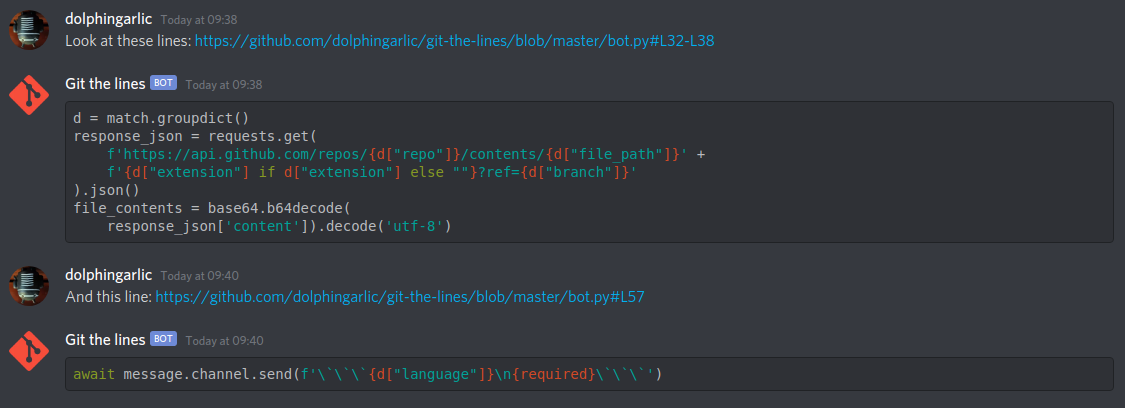 dolphingarlic Today at 09:38
Look at these lines: https://github.com/dolphingarlic/git-the-lines/blob/master/bot.py#L32-L38
Git the lines BOT Today at 09:38
d = match.groupdict()
response_json = requests.get(
    f'https://api.github.com/repos/{d["repo"]}/contents/{d["file_path"]}' +
    f'{d["extension"] if d["extension"] else ""}?ref={d["branch"]}'
).json()
file_contents = base64.b64decode(
    response_json['content']).decode('utf-8')
dolphingarlic Today at 09:40
And this line: https://github.com/dolphingarlic/git-the-lines/blob/master/bot.py#L57
Git the lines BOT Today at 09:40
await message.channel.send(f'\`\`\`{d["language"]}\n{required}\`\`\`')